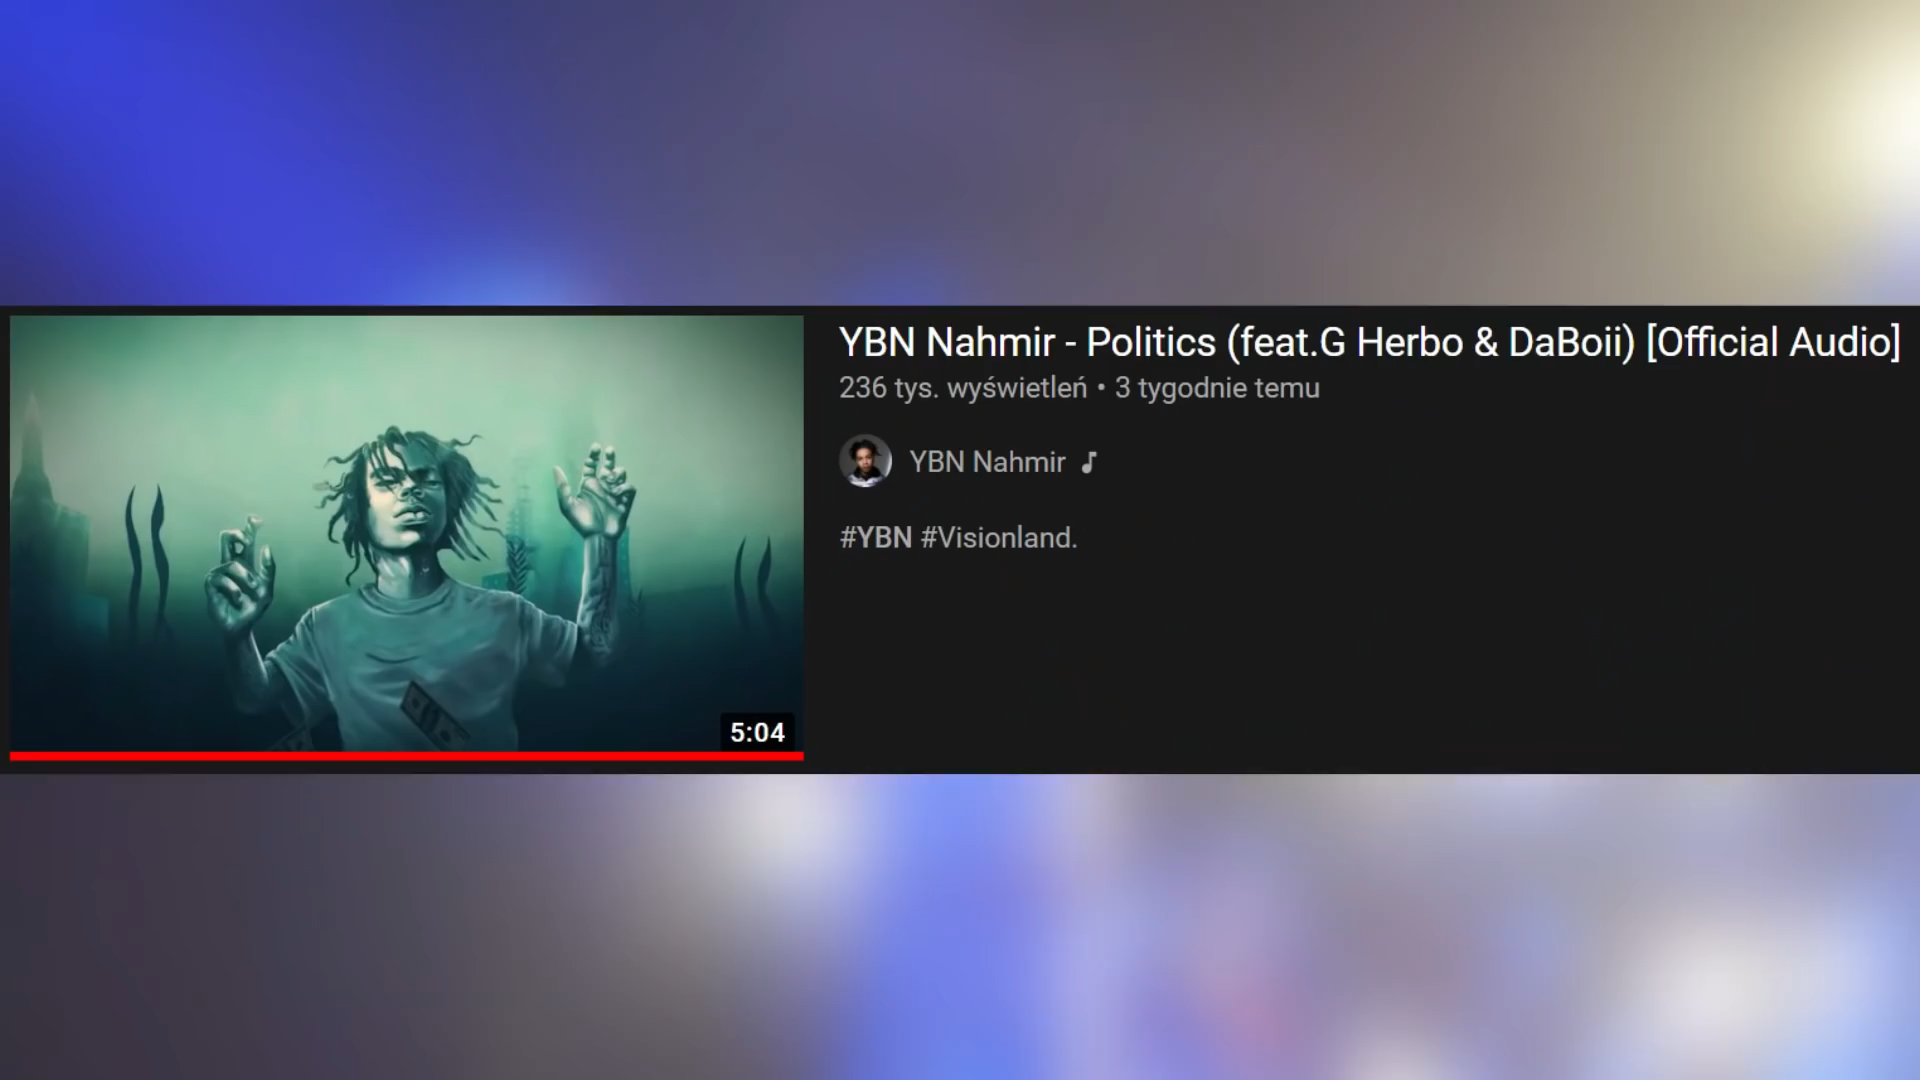 YBN Nahmir - Politics (feat.G Herbo & DaBoii) [Official Audio]
236 tys. wyświetleń • 3 tygodnie temu
YBN Nahmir
#YBN #Visionland.
5:04